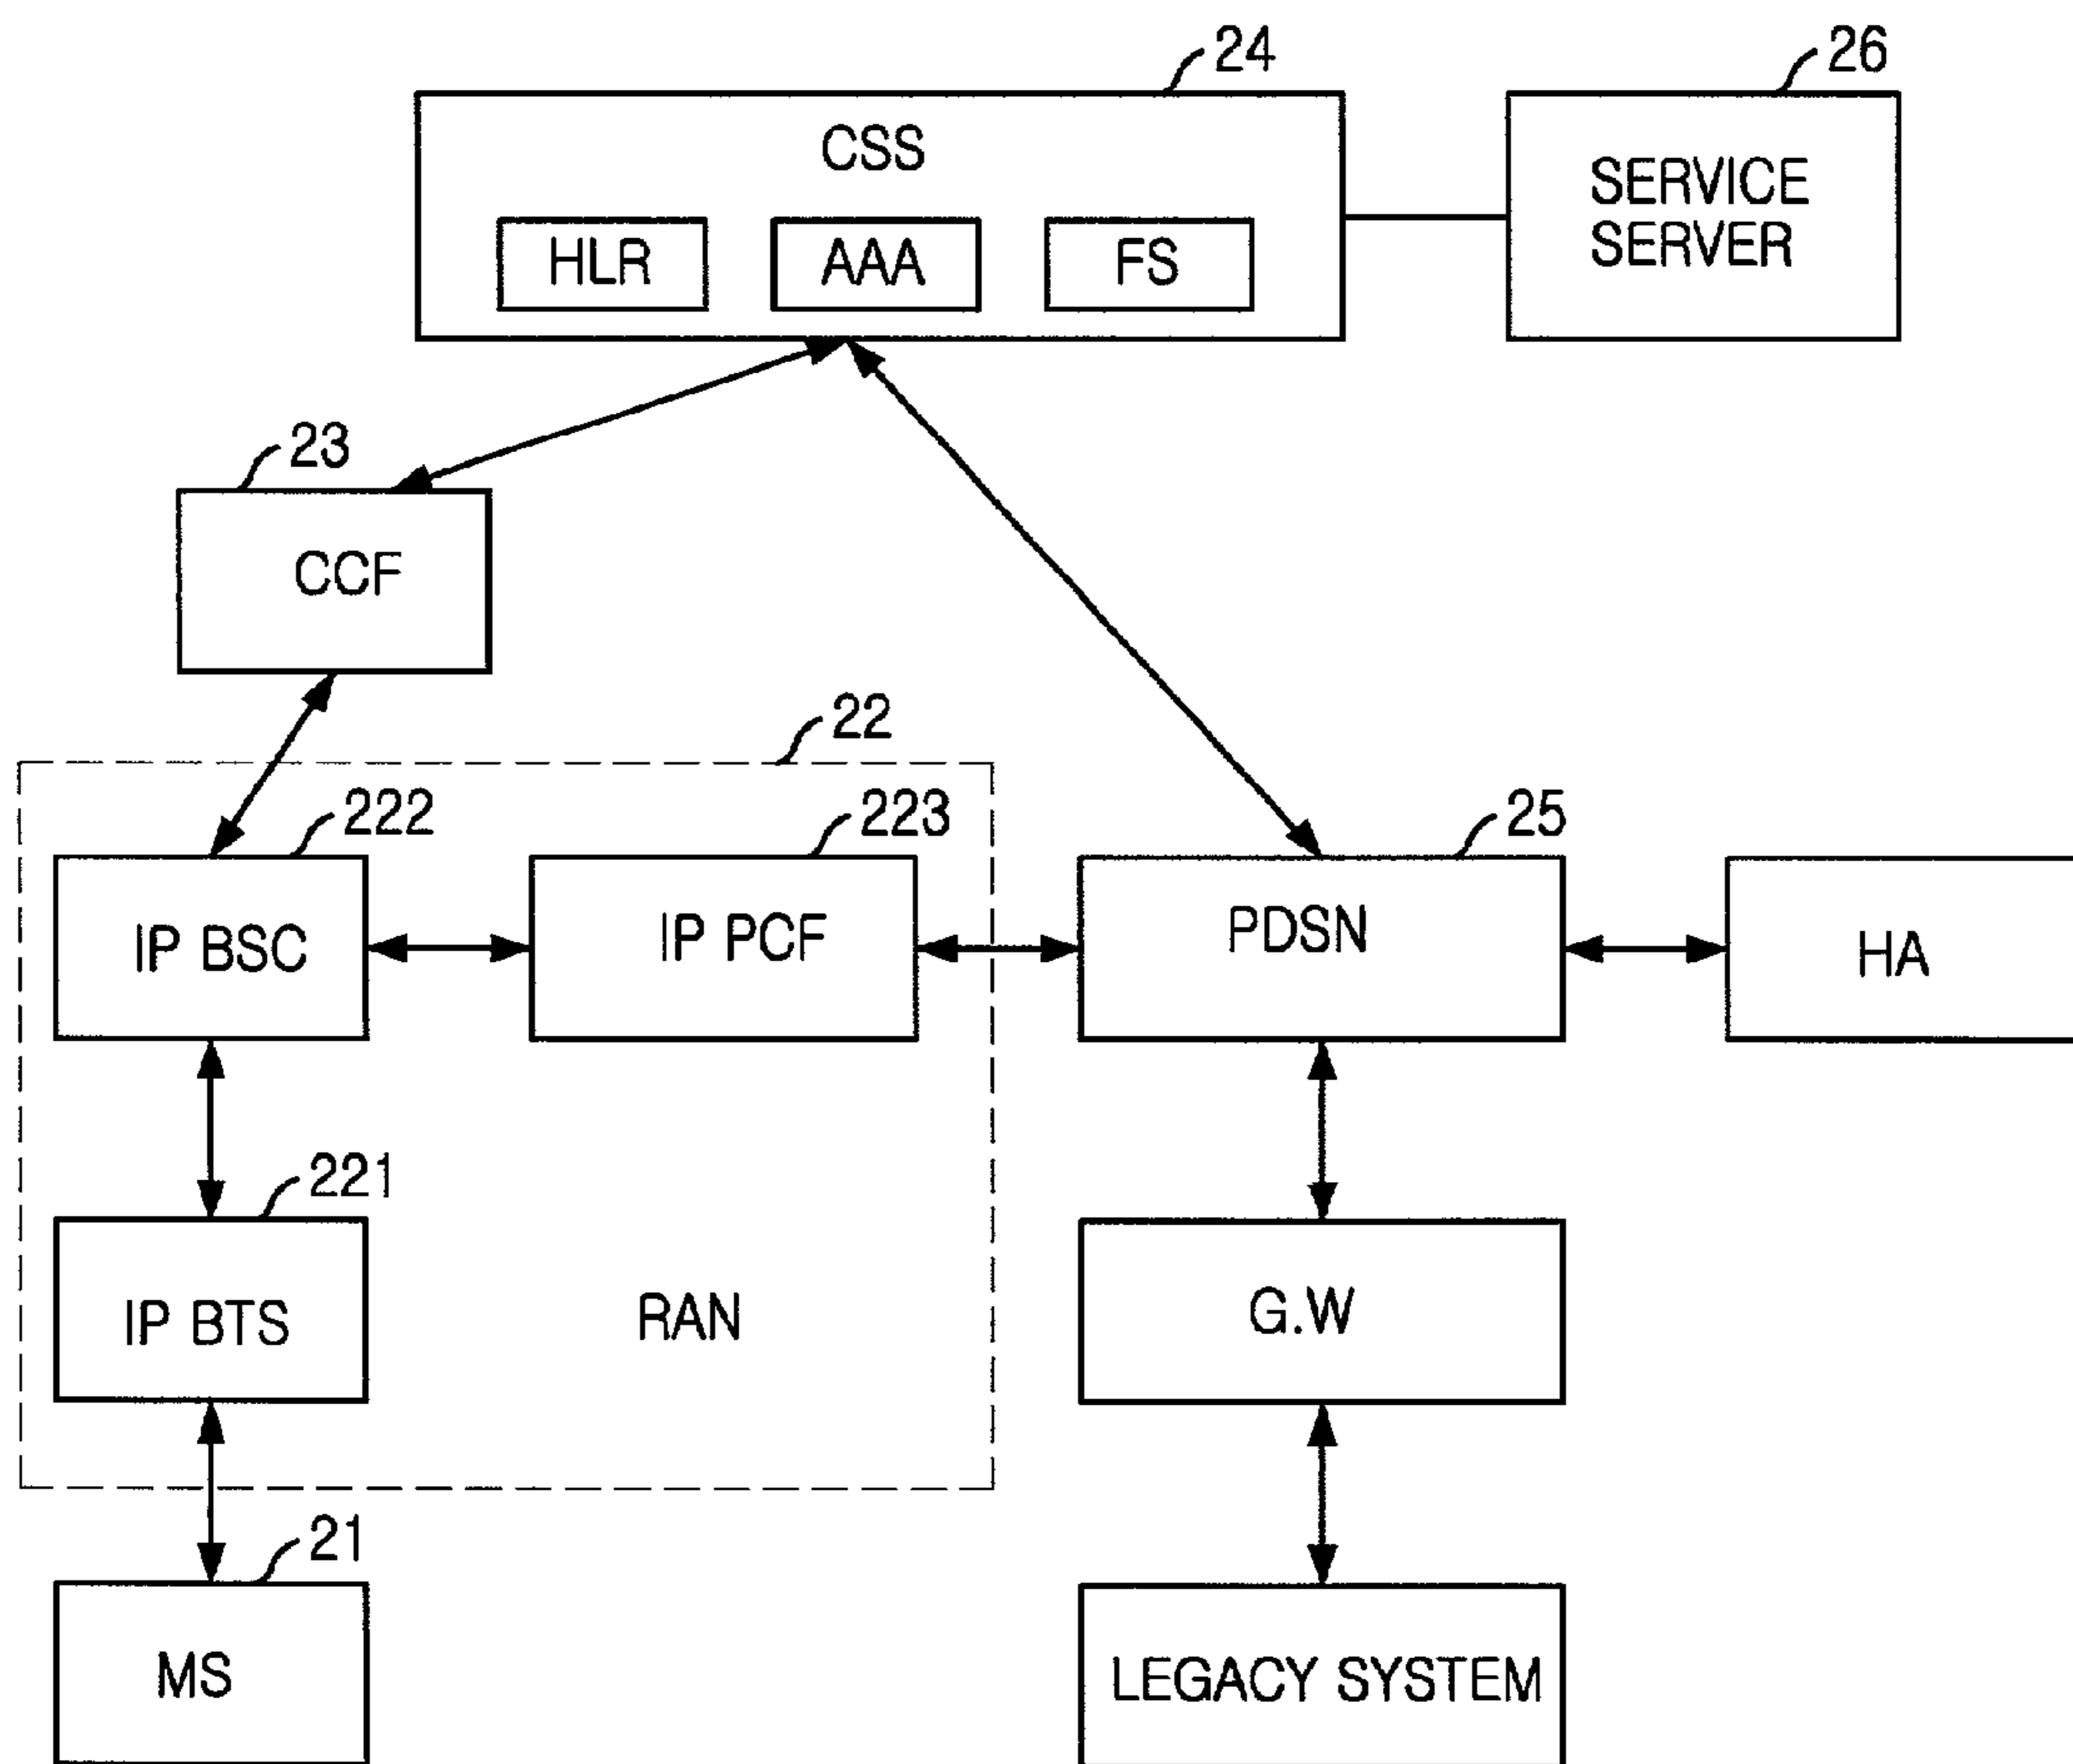 24
26
CSS
SERVICE
SERVER
HLR
AAA
FS
23
CCF
22
222
223
25
IP BSC
IP PCF
PDSN
HA
221
IP BTS
RAN
G.W
21
MS
LEGACY SYSTEM